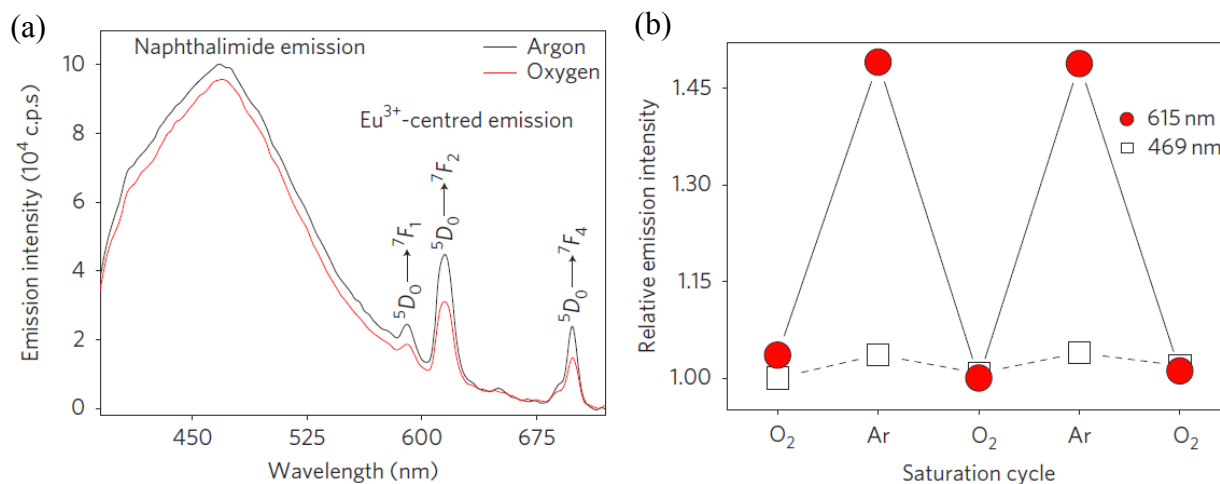 (a)
Naphthalimide emission
Argon
Oxygen
Eu³⁺-centred emission
⁵D₀ → ⁷F₁
⁵D₀ → ⁷F₂
⁵D₀ → ⁷F₄
Emission intensity (10⁴ c.p.s)
10
8
6
4
2
0
450 525 600 675
Wavelength (nm)
(b)
615 nm
469 nm
Relative emission intensity
1.45
1.30
1.15
1.00
O₂ Ar O₂ Ar O₂
Saturation cycle